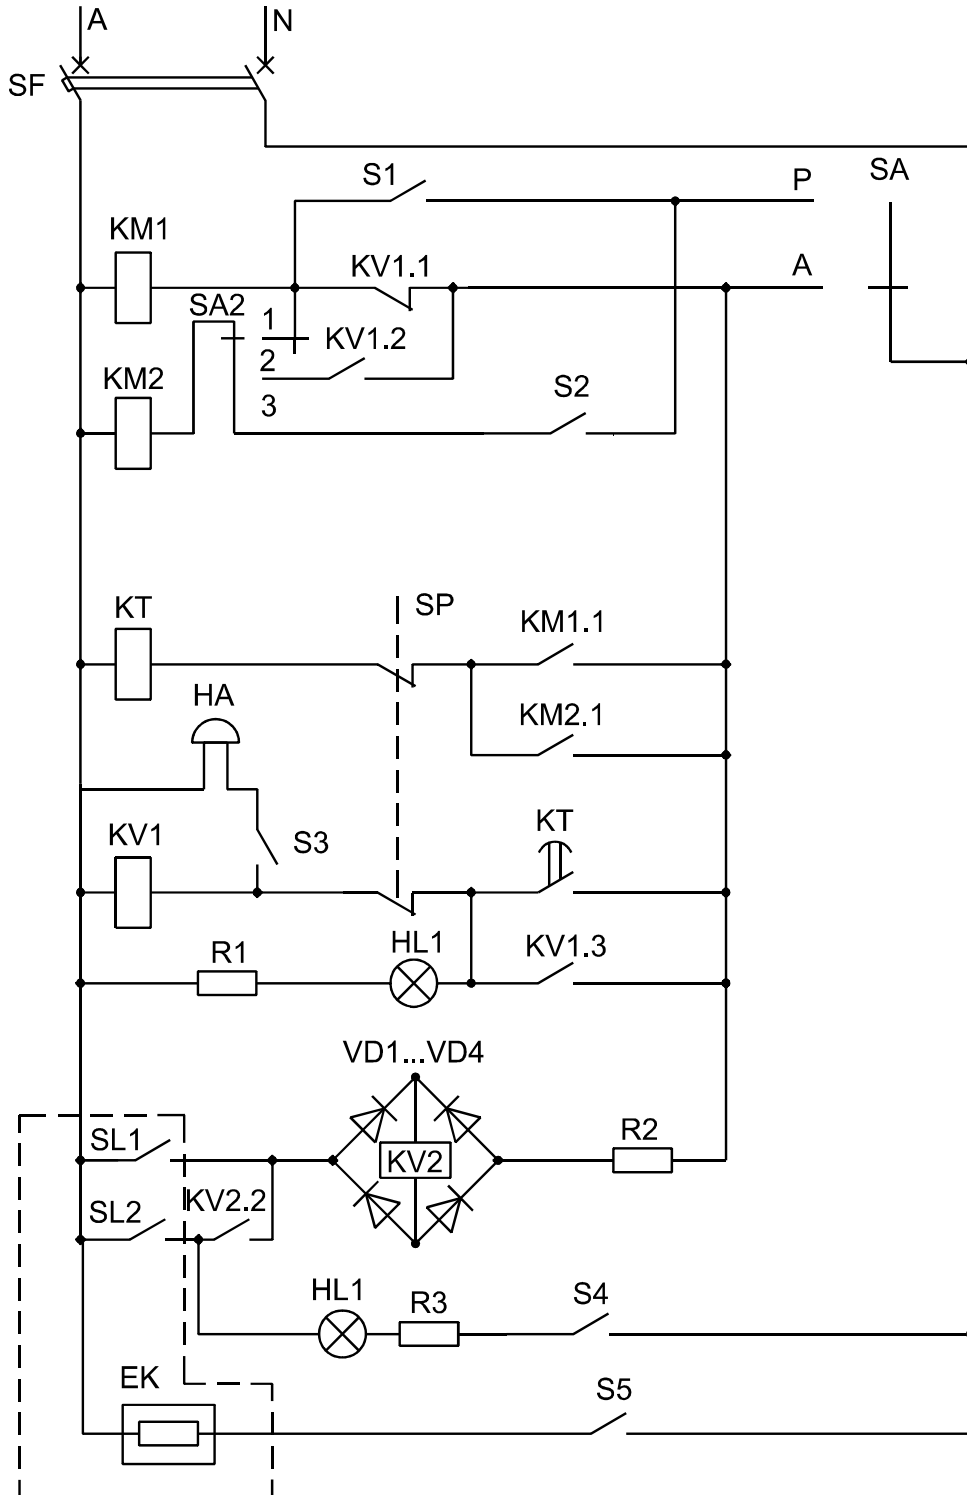 A N
SF
S1 P SA
KM1 KV1.1 A
SA2 1
KV1.2
2
KM2 S2
3
KT SP KM1.1
HA KM2.1
KV1 S3 KT
R1 HL1 KV1.3
VD1...VD4
SL1 KV2 R2
SL2 KV2.2
HL1 R3 S4
EK S5